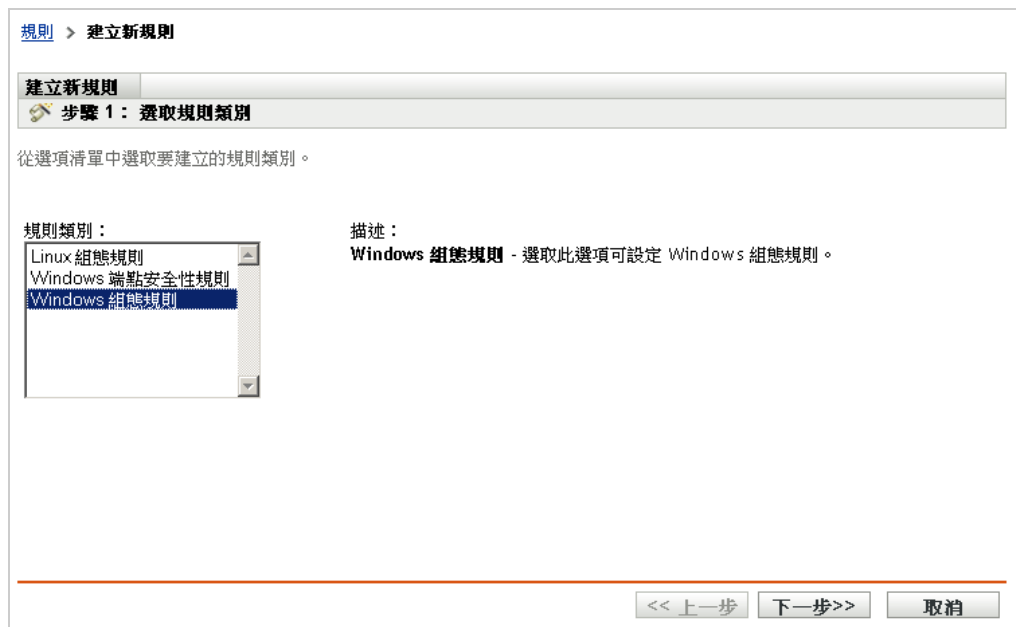 規則 > 建立新規則
建立新規則
步驟 1： 選取規則類別
從選項清單中選取要建立的規則類別。
規則類別：
Linux 組態規則
Windows 端點安全性規則
Windows 組態規則
描述：
Windows 組態規則 - 選取此選項可設定 Windows 組態規則。
<< 上一步 下一步>> 取消